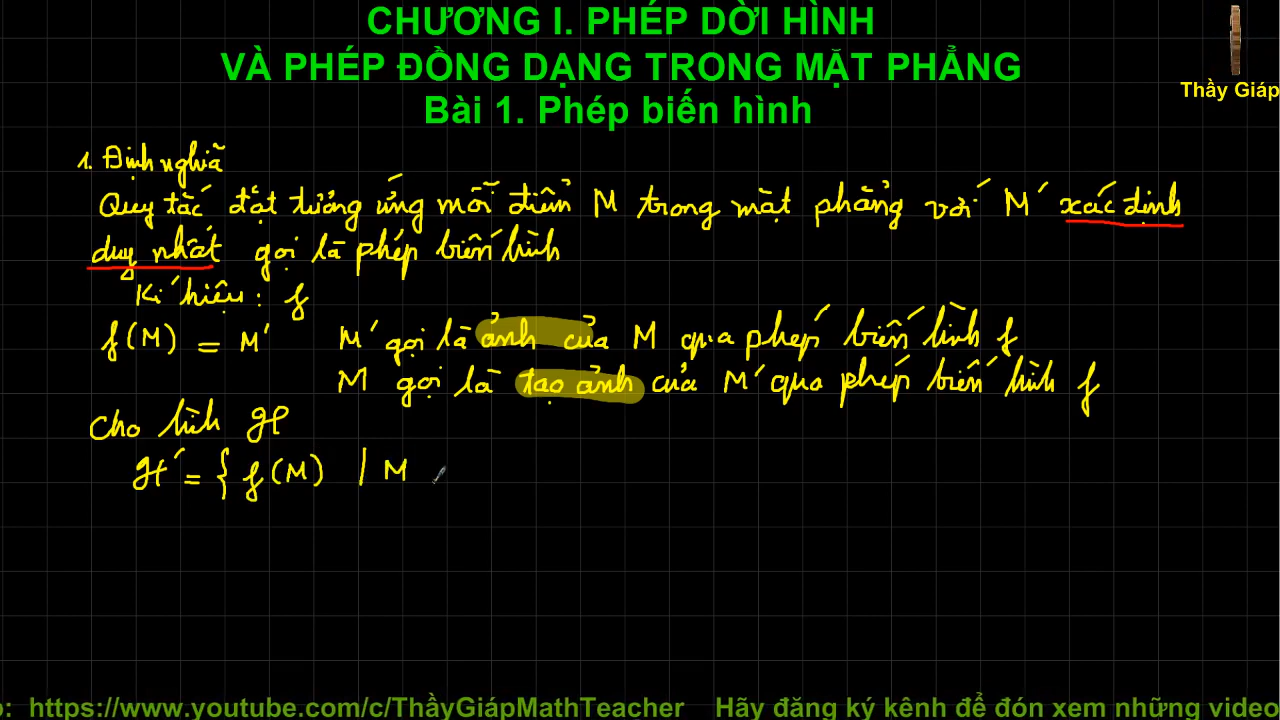 CHƯƠNG I. PHÉP DỜI HÌNH
VÀ PHÉP ĐỒNG DẠNG TRONG MẶT PHẲNG
Thầy Giáp
Bài 1. Phép biến hình
1. Định nghĩa
Quy tắc đặt tương ứng mỗi điểm M trong mặt phẳng với M' xác định
duy nhất gọi là phép biến hình
Kí hiệu : f
f(M) = M' M' gọi là ảnh của M qua phép biến hình f
M gọi là tạo ảnh của M' qua phép biến hình f
Cho hình H
H' = { f(M) | M
: https://www.youtube.com/c/ThầyGiápMathTeacher Hãy đăng ký kênh để đón xem những video